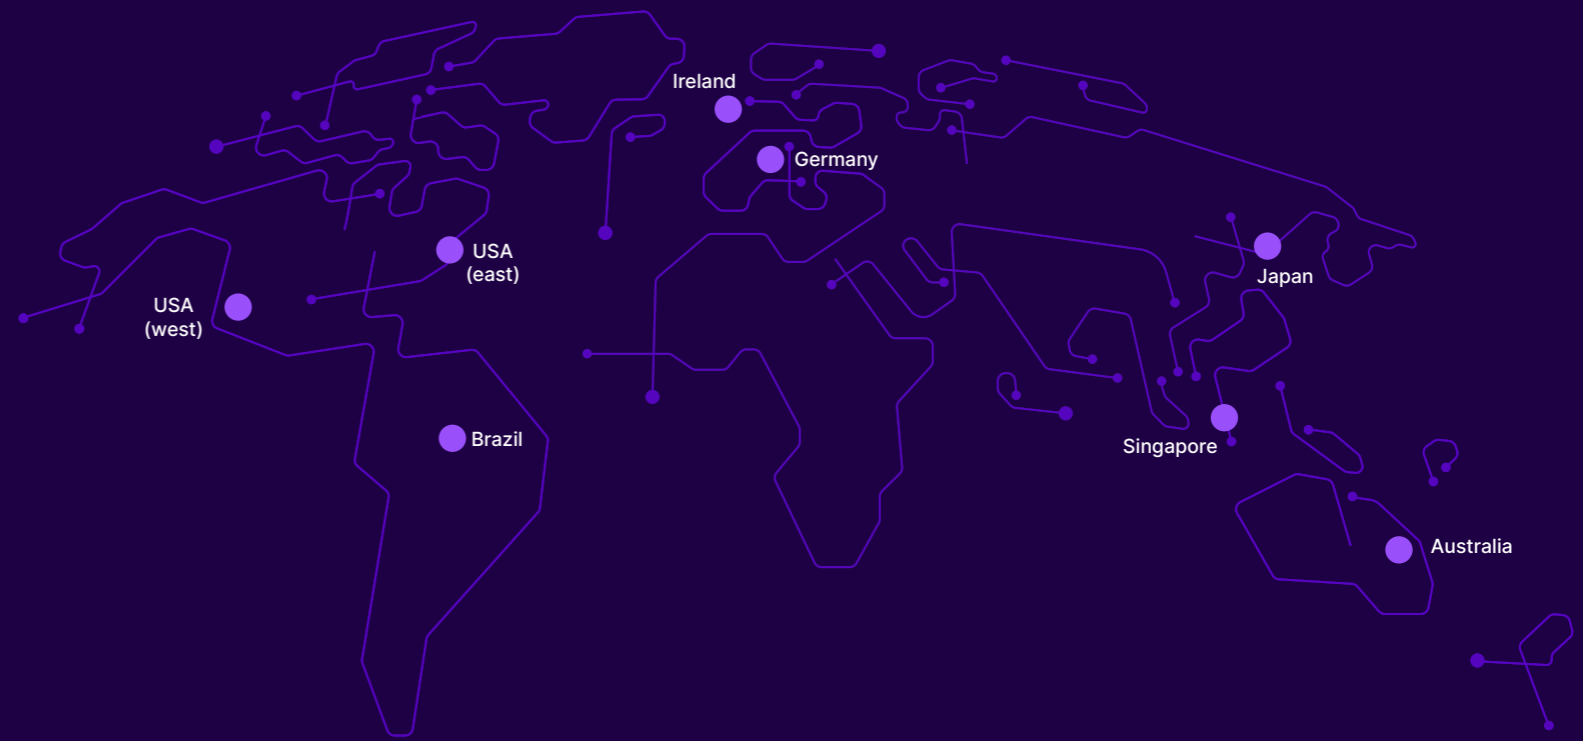 Ireland
Germany
USA
(east)
USA
(west)
Japan
Brazil
Singapore
Australia